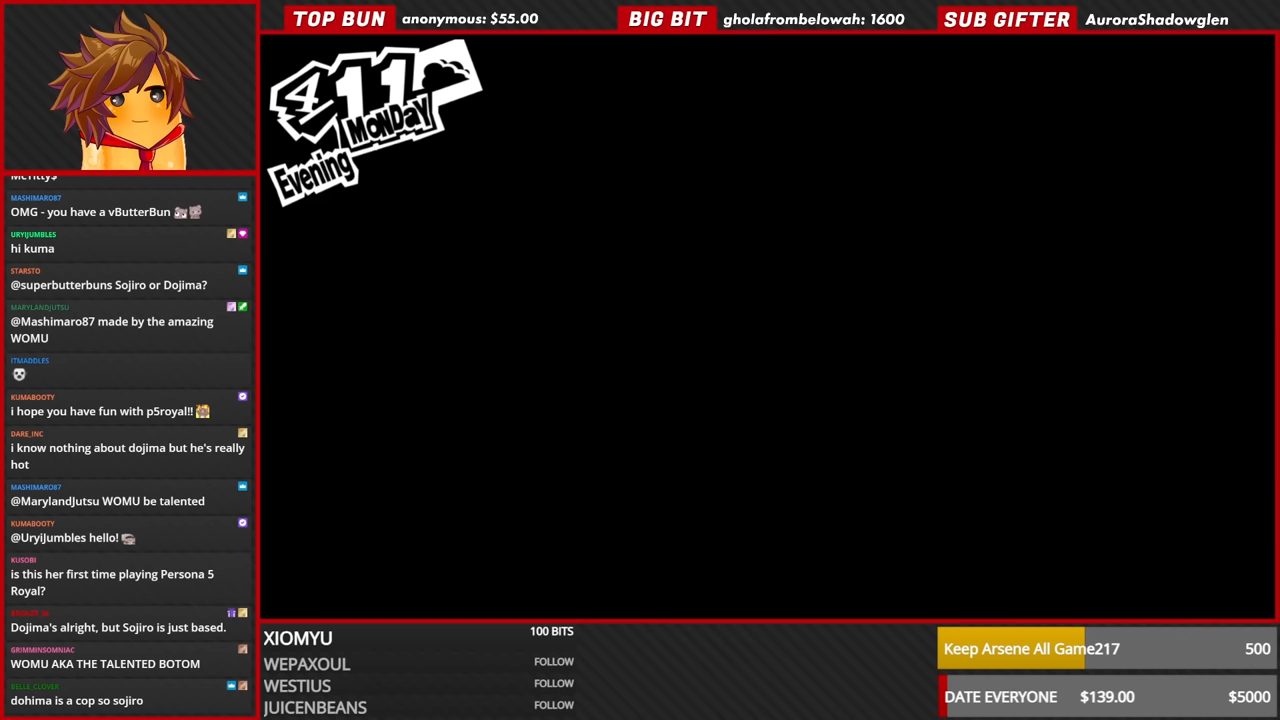 TOP BUN anonymous: $55.00 BIG BIT gholafrombelowah: 1600 SUB GIFTER AuroraShadowglen
4 11
MONDAY
Evening
McTitty$
MASHIMARO87
OMG - you have a vButterBun
URYIJUMBLES
hi kuma
STARSTO
@superbutterbuns Sojiro or Dojima?
MARYLANDJUTSU
@Mashimaro87 made by the amazing
WOMU
ITMADDLES
KUMABOOTY
i hope you have fun with p5royal!!
DARE_INC
i know nothing about dojima but he's really
hot
MASHIMARO87
@MarylandJutsu WOMU be talented
KUMABOOTY
@UryiJumbles hello!
KUSOBI
is this her first time playing Persona 5
Royal?
Dojima's alright, but Sojiro is just based.
GRIMMINSOMNIAC
WOMU AKA THE TALENTED BOTOM
BELLE_CLOVER
dohima is a cop so sojiro
XIOMYU 100 BITS
WEPAXOUL FOLLOW
WESTIUS FOLLOW
JUICENBEANS FOLLOW
Keep Arsene All Game217 500
DATE EVERYONE $139.00 $5000